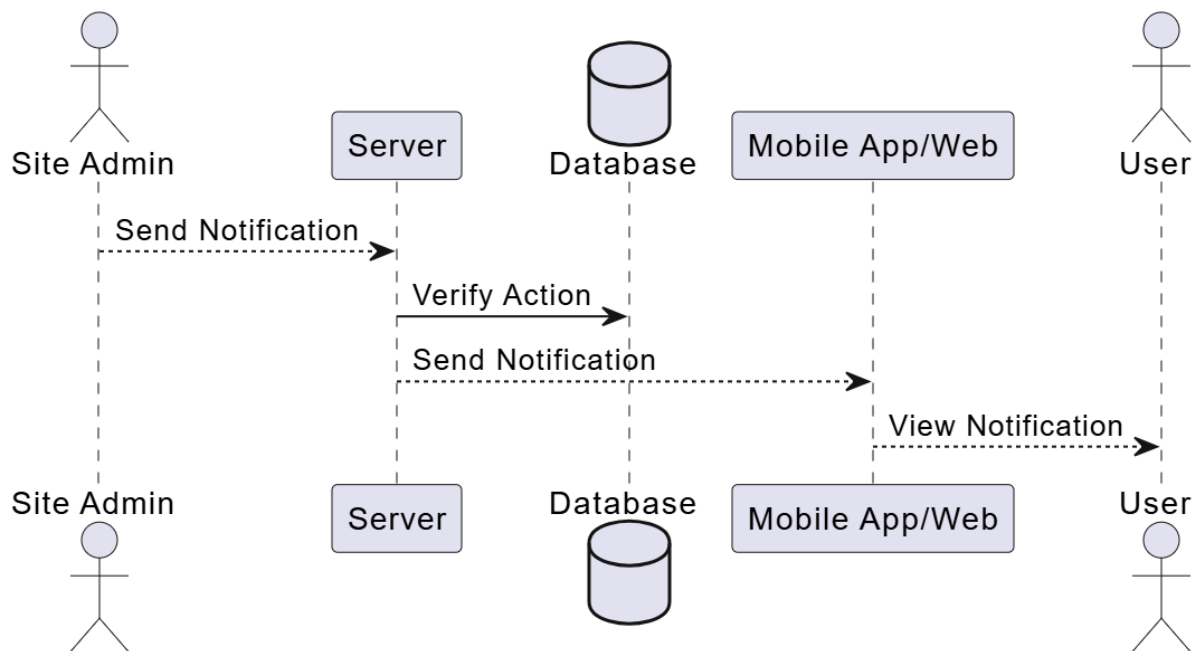 Site Admin
Server
Database
Mobile App/Web
User
Send Notification
Verify Action
Send Notification
View Notification
Site Admin
Server
Database
Mobile App/Web
User